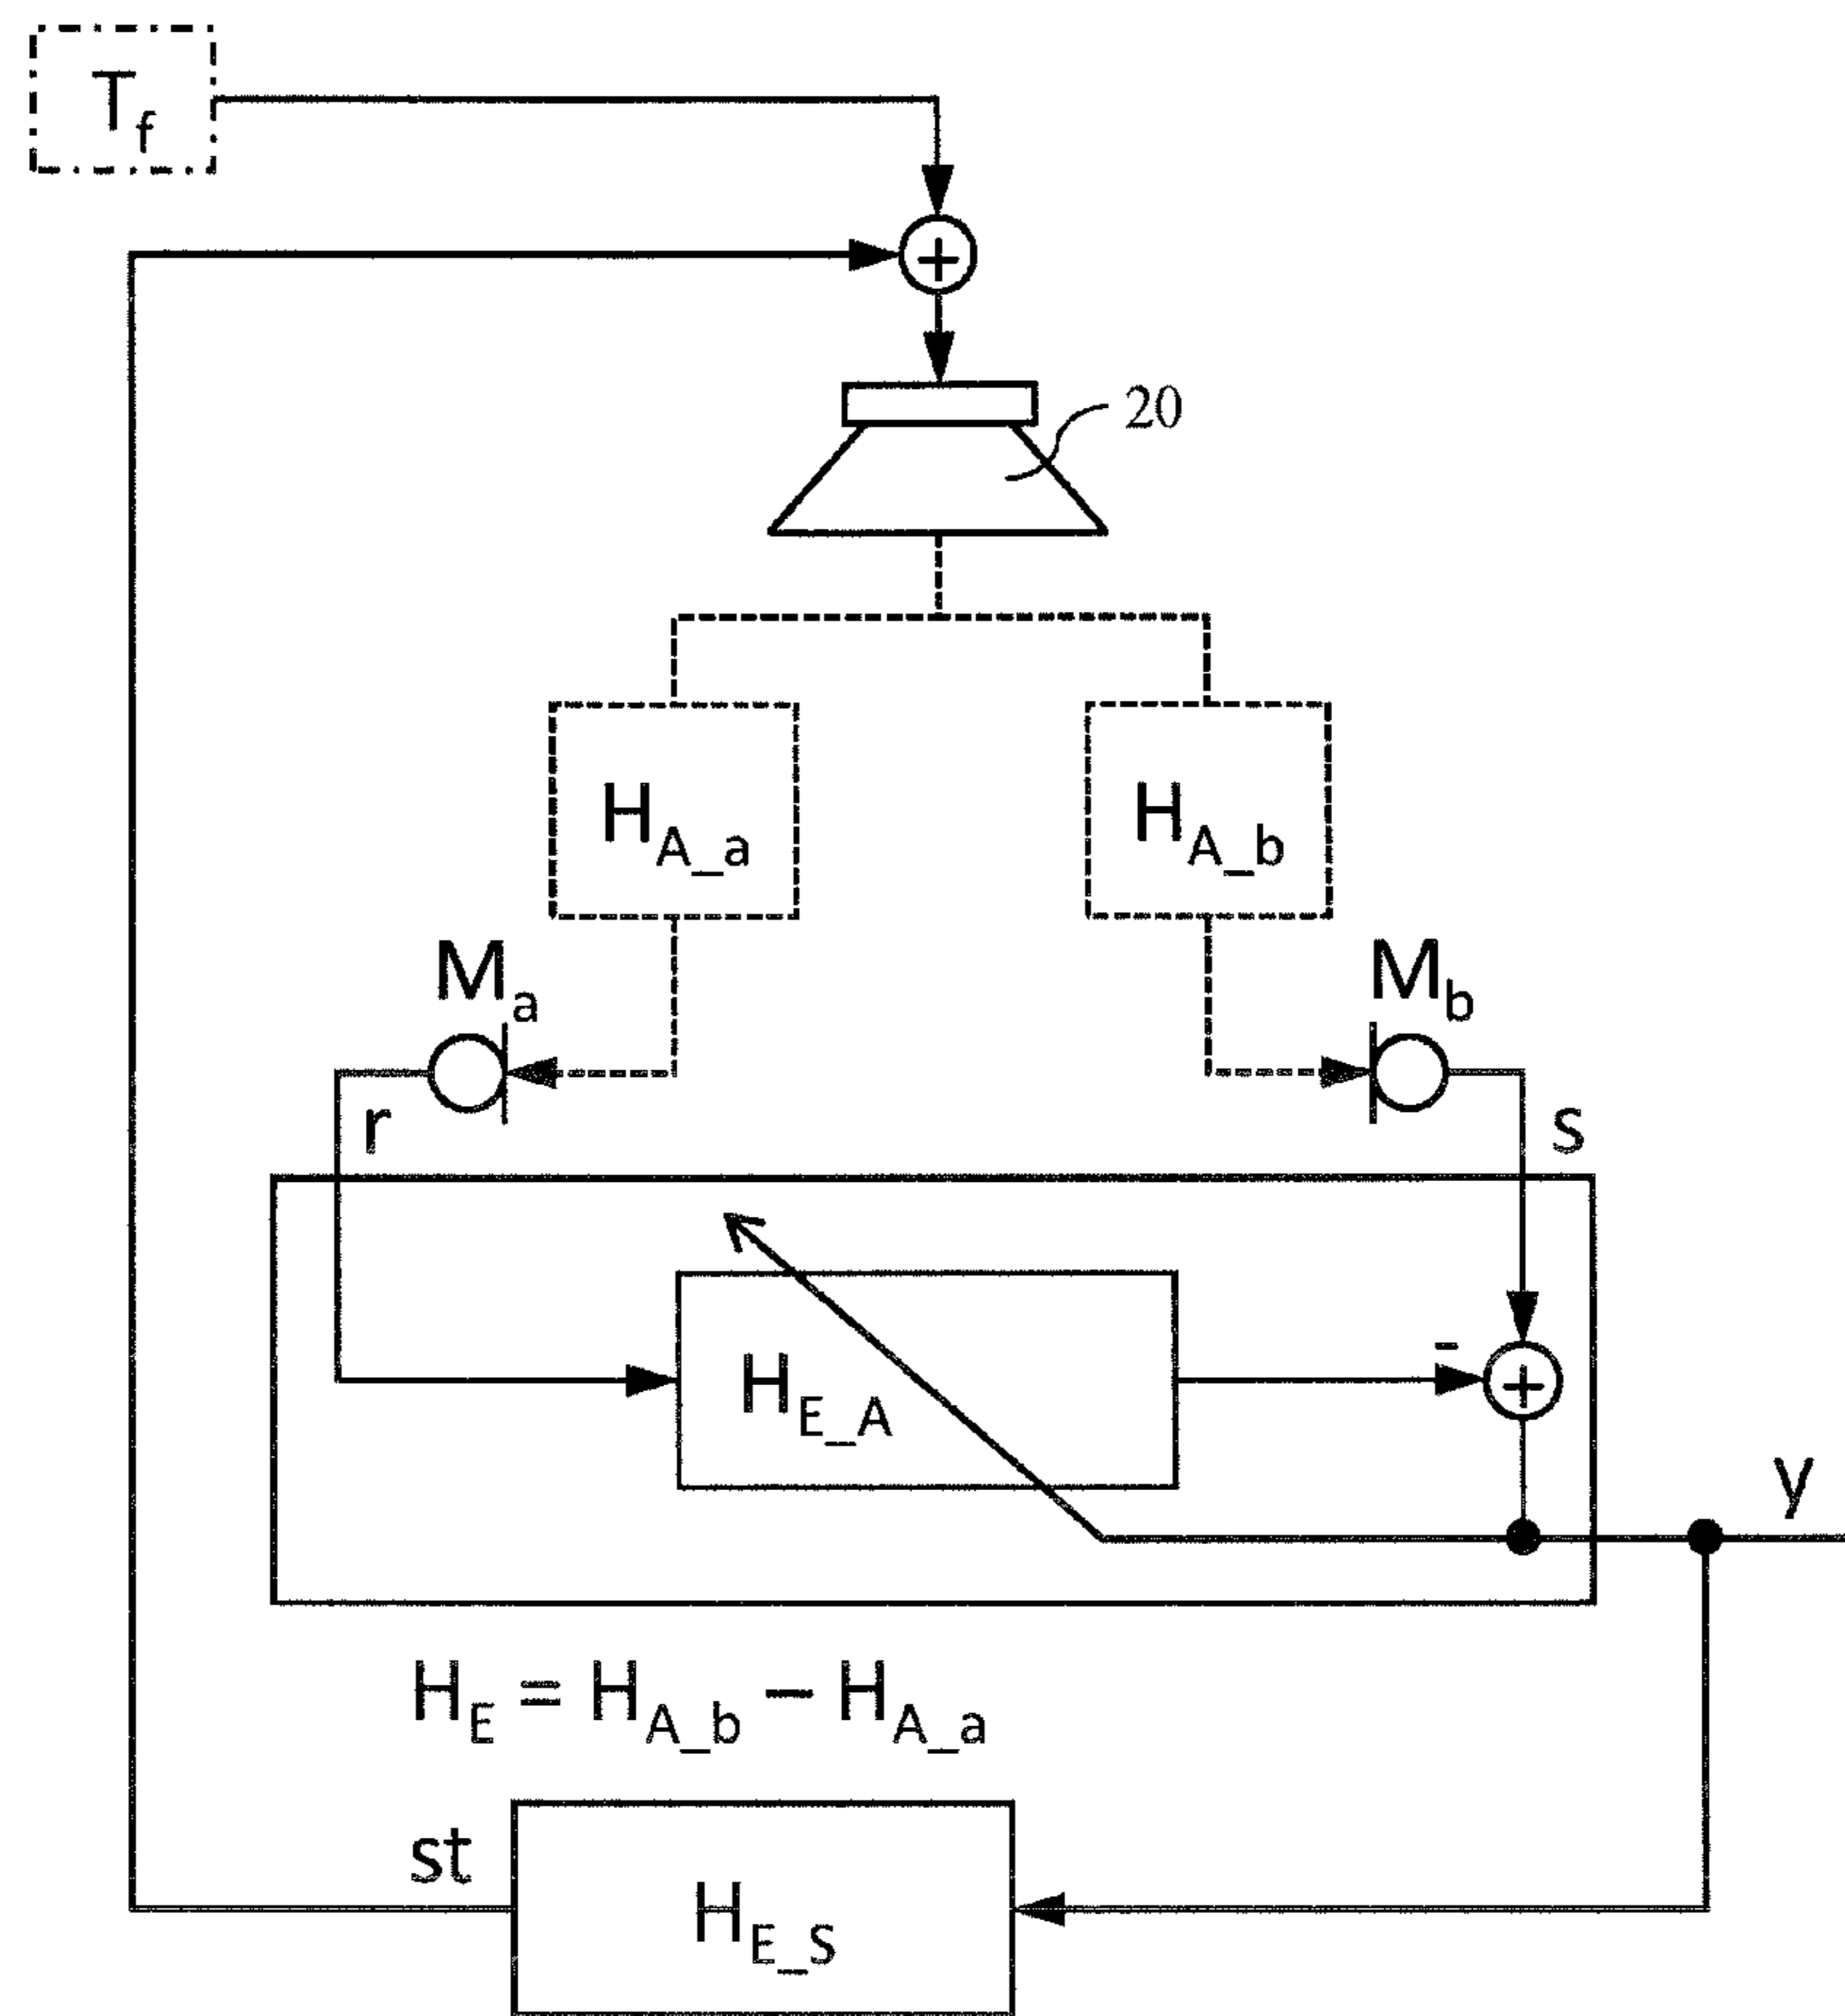 T_f
+
20
H_A_a
H_A_b
M_a
M_b
r
s
-
H_E_A
+
y
H_E = H_A_b – H_A_a
st
H_E_S